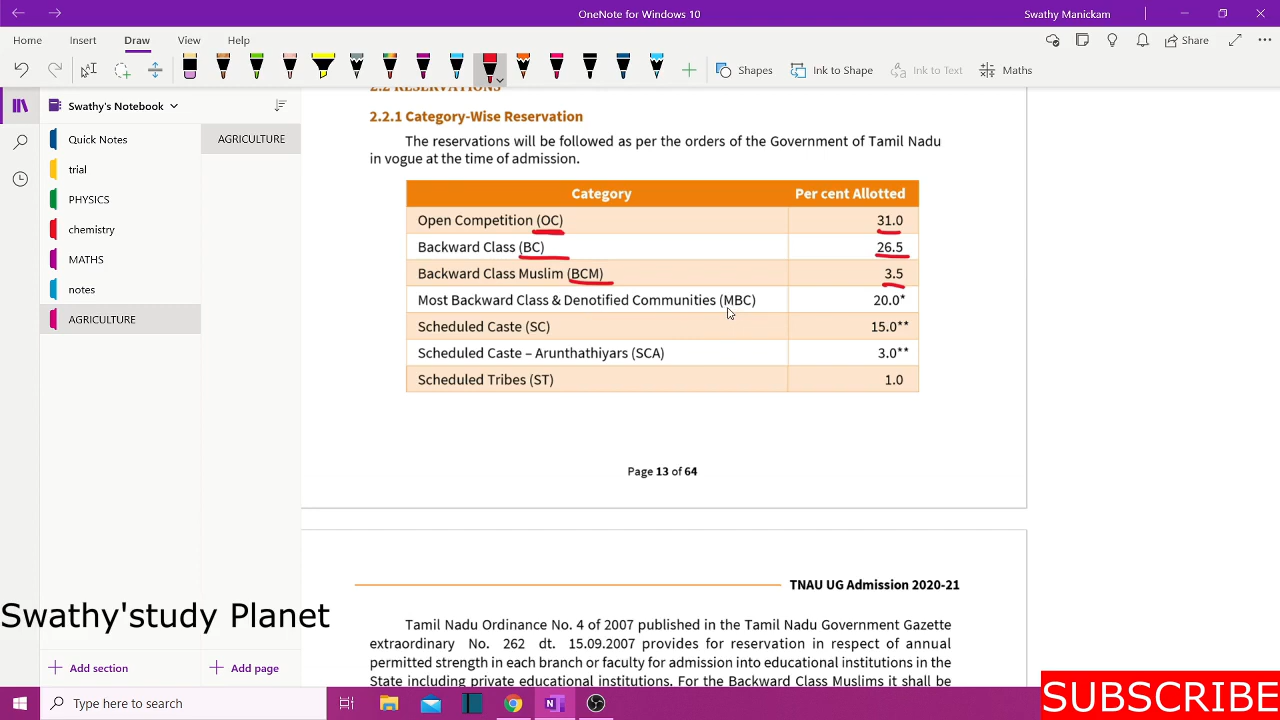 OneNote for Windows 10
Swathy Manickam
Home
Insert
Draw
View
Help
Share
Shapes
Ink to Shape
Ink to Text
Maths
Swathy's Notebook
Quick Notes
trial
PHYSICS
chemistry
MATHS
notes
AGRICULTURE
AGRICULTURE
2.2 RESERVATIONS
2.2.1 Category-Wise Reservation
The reservations will be followed as per the orders of the Government of Tamil Nadu
in vogue at the time of admission.
Category Per cent Allotted
Open Competition (OC) 31.0
Backward Class (BC) 26.5
Backward Class Muslim (BCM) 3.5
Most Backward Class & Denotified Communities (MBC) 20.0*
Scheduled Caste (SC) 15.0**
Scheduled Caste – Arunthathiyars (SCA) 3.0**
Scheduled Tribes (ST) 1.0
Page 13 of 64
TNAU UG Admission 2020-21
Tamil Nadu Ordinance No. 4 of 2007 published in the Tamil Nadu Government Gazette
extraordinary No. 262 dt. 15.09.2007 provides for reservation in respect of annual
permitted strength in each branch or faculty for admission into educational institutions in the
State including private educational institutions. For the Backward Class Muslims it shall be
Swathy'study Planet
Add section
Add page
Type here to search
SUBSCRIBE